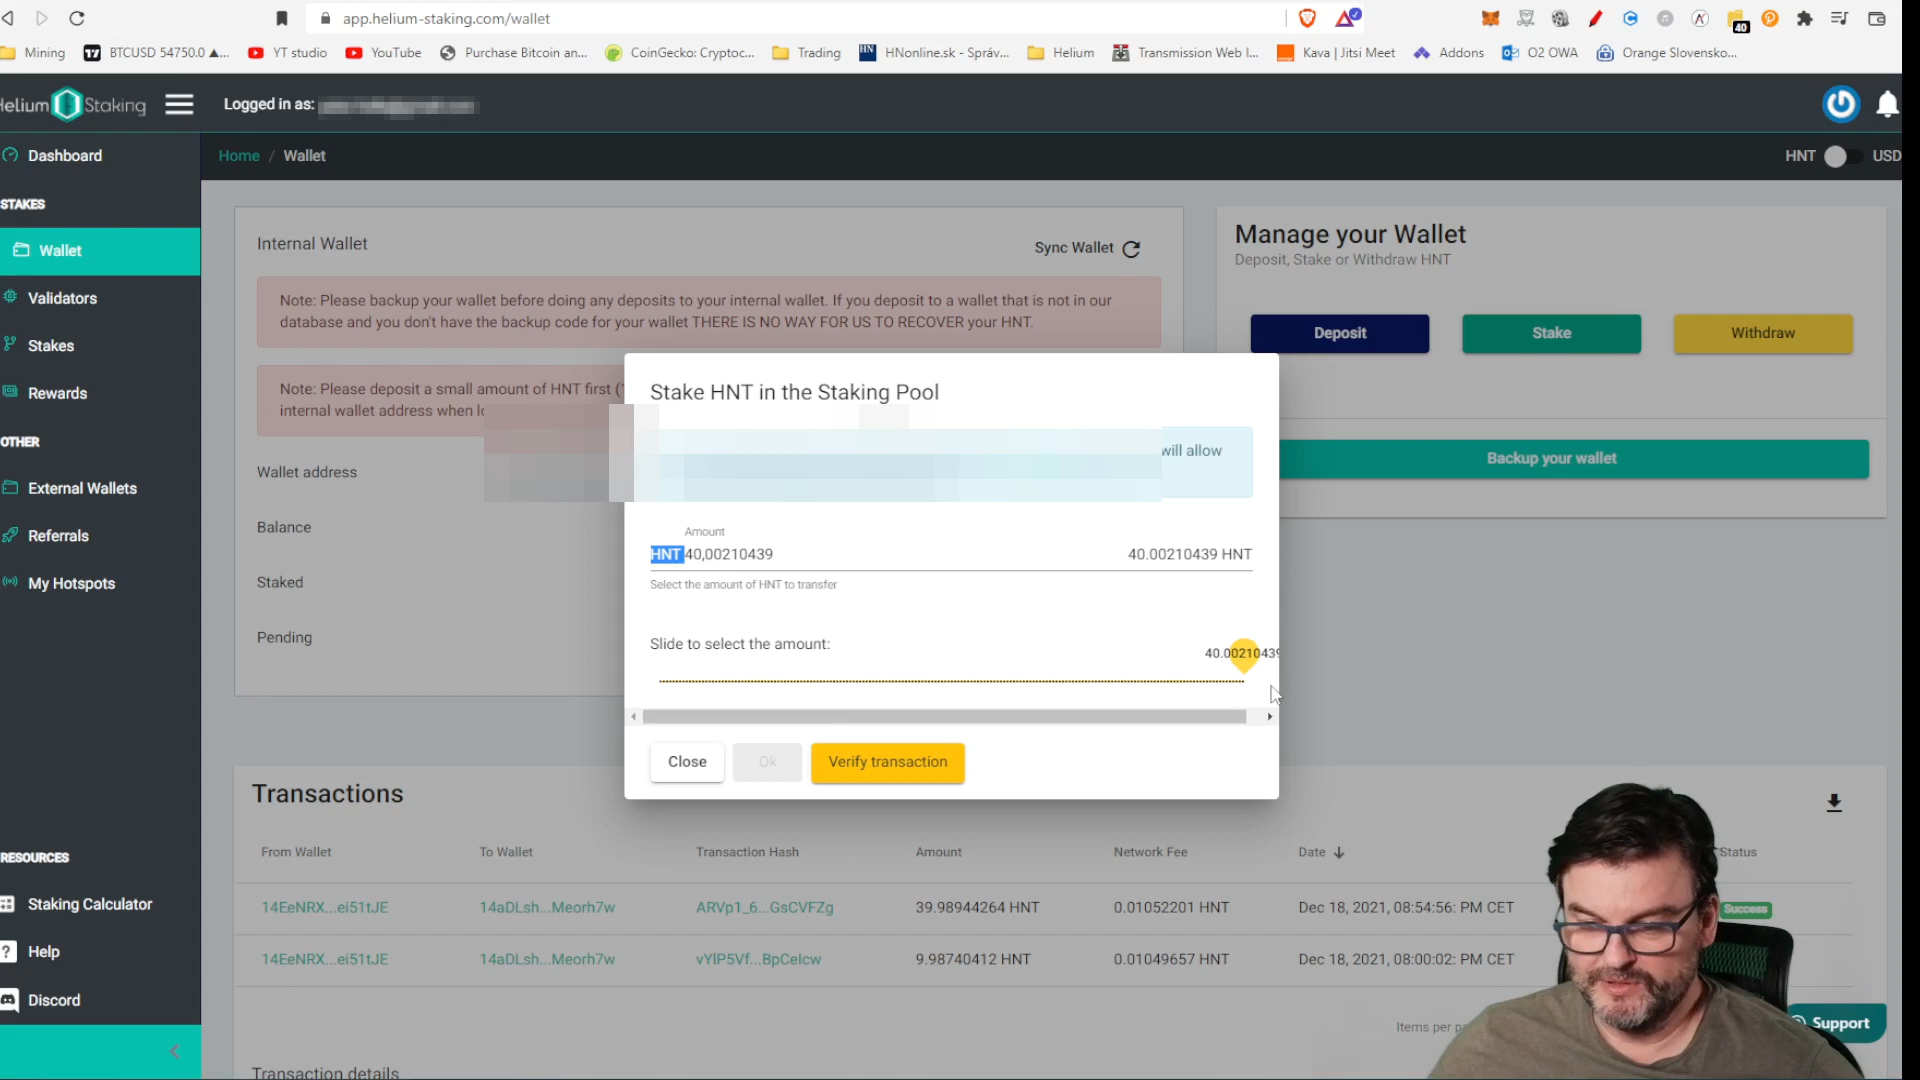 app.helium-staking.com/wallet
40
Mining
BTCUSD 54750.0 ▲...
YT studio
YouTube
Purchase Bitcoin an...
CoinGecko: Cryptoc...
Trading
HNonline.sk - Správ...
Helium
Transmission Web I...
Kava | Jitsi Meet
Addons
O2 OWA
Orange Slovensko...
Helium Staking
Logged in as:
Dashboard
Home / Wallet
HNT
USD
STAKES
Wallet
Validators
Stakes
Rewards
OTHER
External Wallets
Referrals
My Hotspots
RESOURCES
Staking Calculator
Help
Discord
Internal Wallet
Sync Wallet
Note: Please backup your wallet before doing any deposits to your internal wallet. If you deposit to a wallet that is not in our
database and you don't have the backup code for your wallet THERE IS NO WAY FOR US TO RECOVER your HNT.
Note: Please deposit a small amount of HNT first (
internal wallet address when
Wallet address
Balance
Staked
Pending
Manage your Wallet
Deposit, Stake or Withdraw HNT
Deposit
Stake
Withdraw
Backup your wallet
Stake HNT in the Staking Pool
will allow
Amount
HNT 40,00210439
40.00210439 HNT
Select the amount of HNT to transfer
Slide to select the amount:
40.00210439
Close
Ok
Verify transaction
Transactions
From Wallet
To Wallet
Transaction Hash
Amount
Network Fee
Date
Status
14EeNRX...ei51tJE
14aDLsh...Meorh7w
ARVp1_6...GsCVFZg
39.98944264 HNT
0.01052201 HNT
Dec 18, 2021, 08:54:56: PM CET
Success
14EeNRX...ei51tJE
14aDLsh...Meorh7w
vYlP5Vf...BpCelcw
9.98740412 HNT
0.01049657 HNT
Dec 18, 2021, 08:00:02: PM CET
Items per
Support
Transaction details